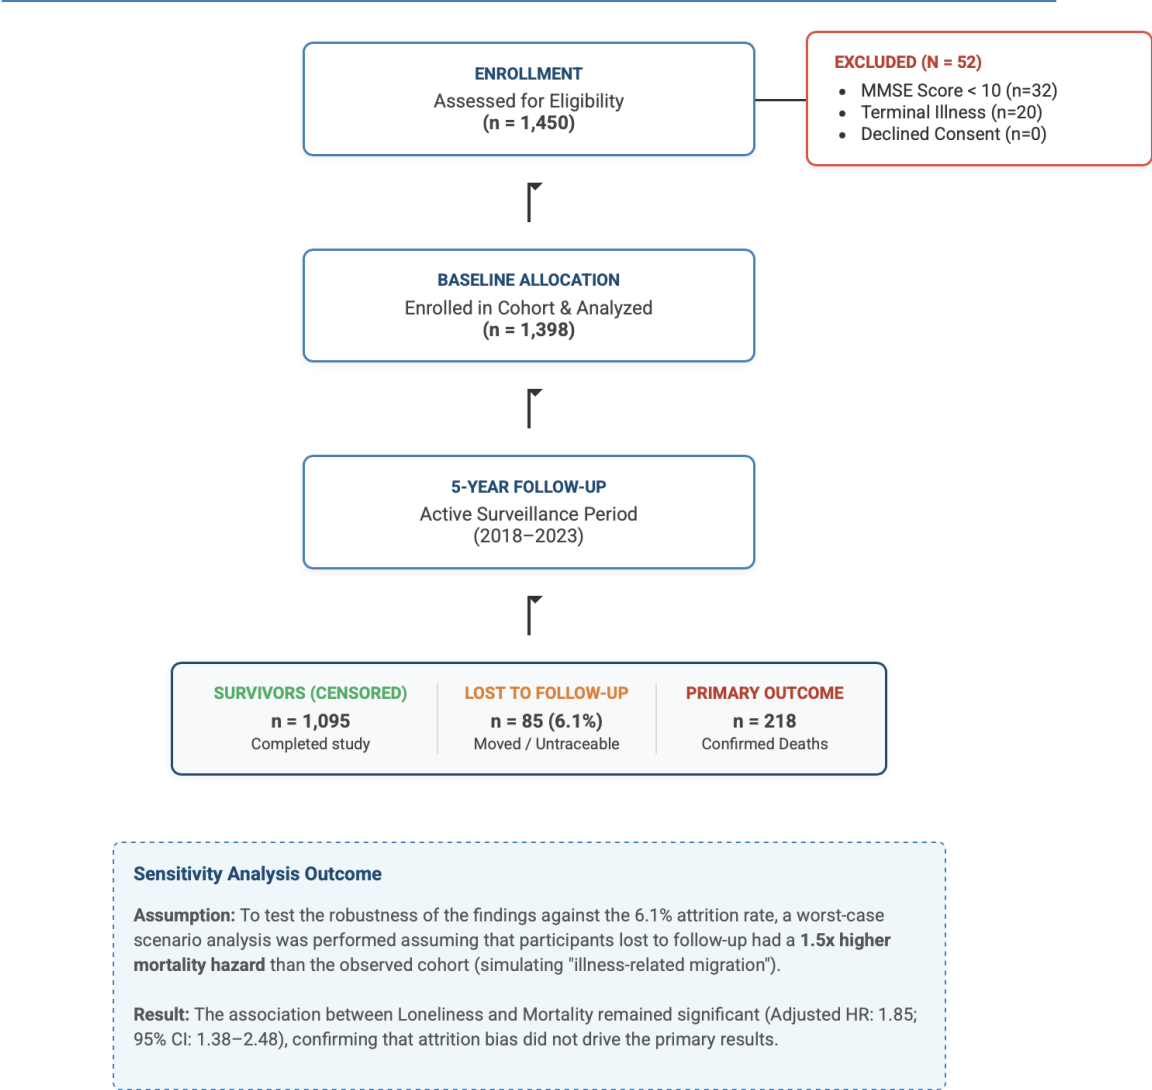 ENROLLMENT
Assessed for Eligibility
(n = 1,450)
EXCLUDED (N = 52)
• MMSE Score < 10 (n=32)
• Terminal Illness (n=20)
• Declined Consent (n=0)
BASELINE ALLOCATION
Enrolled in Cohort & Analyzed
(n = 1,398)
5-YEAR FOLLOW-UP
Active Surveillance Period
(2018–2023)
SURVIVORS (CENSORED)
n = 1,095
Completed study
LOST TO FOLLOW-UP
n = 85 (6.1%)
Moved / Untraceable
PRIMARY OUTCOME
n = 218
Confirmed Deaths
Sensitivity Analysis Outcome
Assumption: To test the robustness of the findings against the 6.1% attrition rate, a worst-case
scenario analysis was performed assuming that participants lost to follow-up had a 1.5x higher
mortality hazard than the observed cohort (simulating "illness-related migration").
Result: The association between Loneliness and Mortality remained significant (Adjusted HR: 1.85;
95% CI: 1.38–2.48), confirming that attrition bias did not drive the primary results.